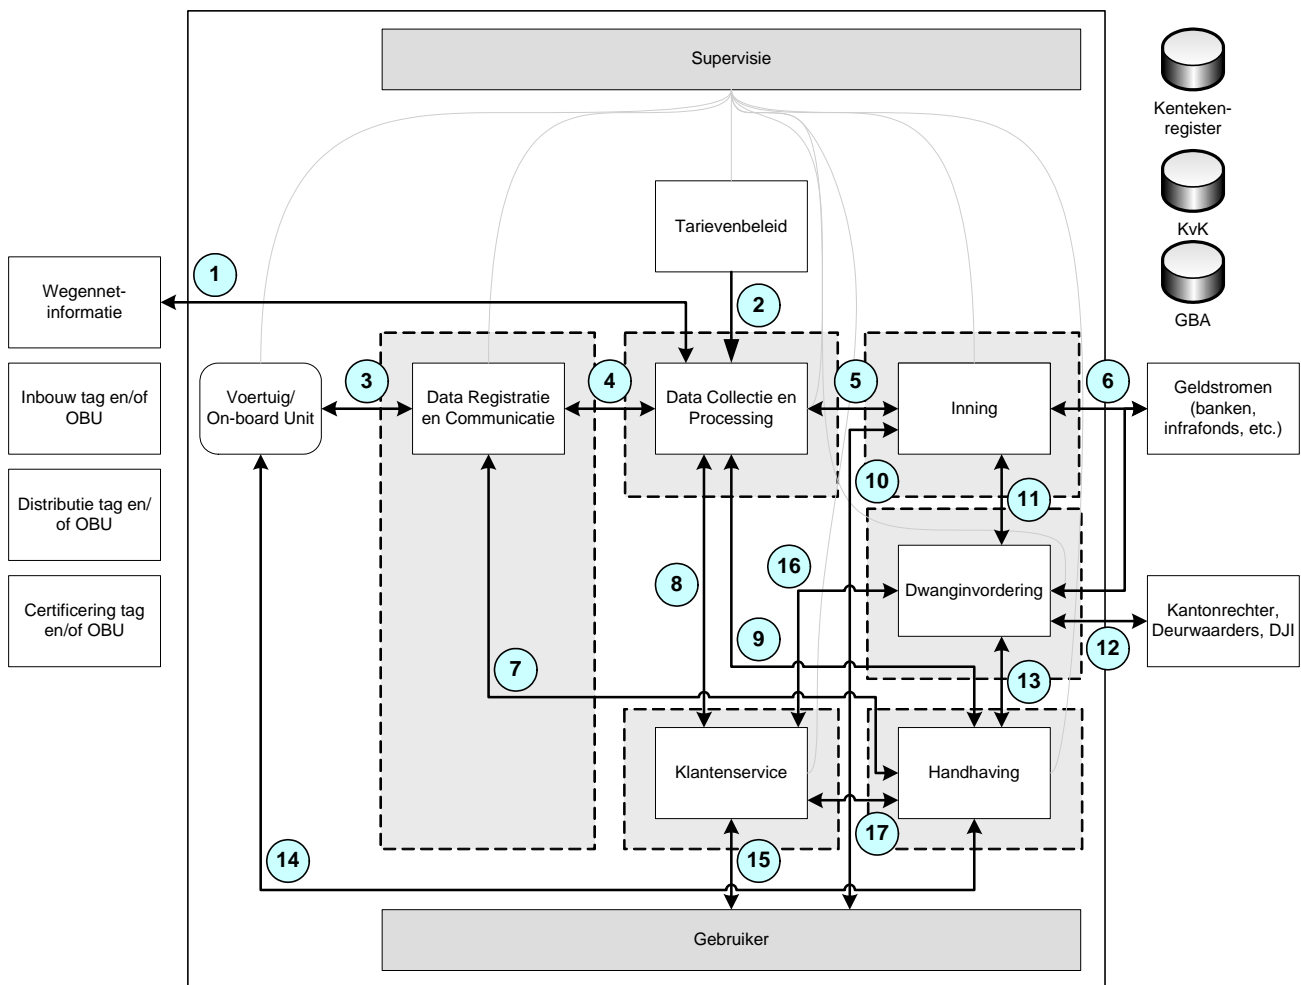 Supervisie
Kenteken-
register
KvK
GBA
Tarievenbeleid
1
2
Wegennet-
informatie
Inbouw tag en/of
OBU
Distributie tag en/
of OBU
Certificering tag
en/of OBU
Voertuig/
On-board Unit
3
Data Registratie
en Communicatie
4
Data Collectie en
Processing
5
Inning
6
Geldstromen
(banken,
infrafonds, etc.)
10
11
16
8
Dwanginvordering
9
12
Kantonrechter,
Deurwaarders, DJI
7
13
Klantenservice
Handhaving
17
14
15
Gebruiker